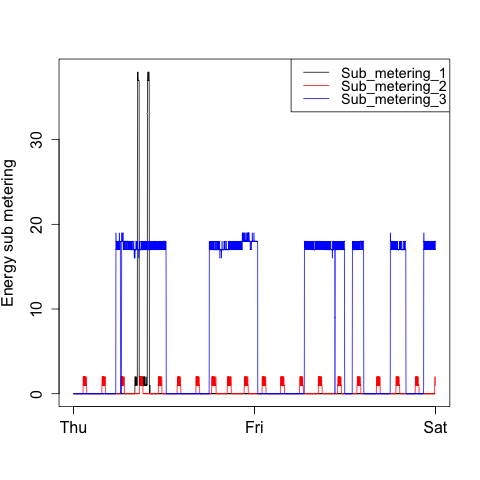 Sub_metering_1
Sub_metering_2
Sub_metering_3
Energy sub metering
30
20
10
0
Thu Fri Sat